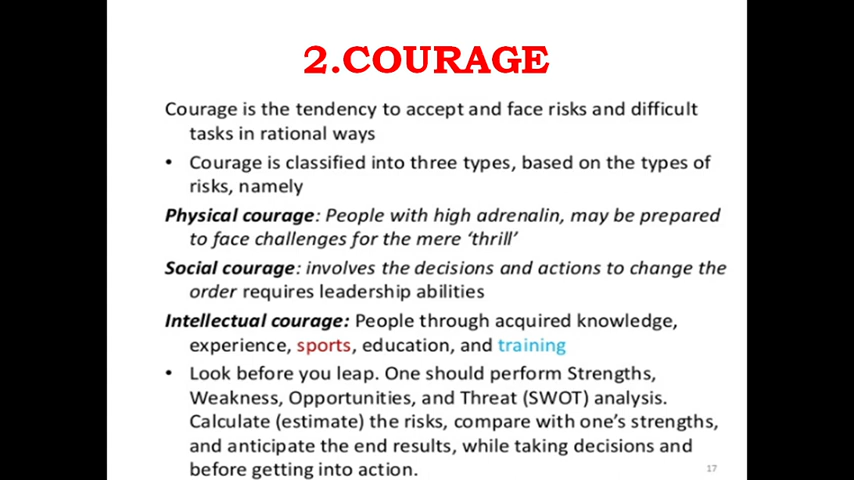 2.COURAGE
Courage is the tendency to accept and face risks and difficult
tasks in rational ways
• Courage is classified into three types, based on the types of
risks, namely
Physical courage: People with high adrenalin, may be prepared
to face challenges for the mere ‘thrill’
Social courage: involves the decisions and actions to change the
order requires leadership abilities
Intellectual courage: People through acquired knowledge,
experience, sports, education, and training
• Look before you leap. One should perform Strengths,
Weakness, Opportunities, and Threat (SWOT) analysis.
Calculate (estimate) the risks, compare with one’s strengths,
and anticipate the end results, while taking decisions and
before getting into action.
17